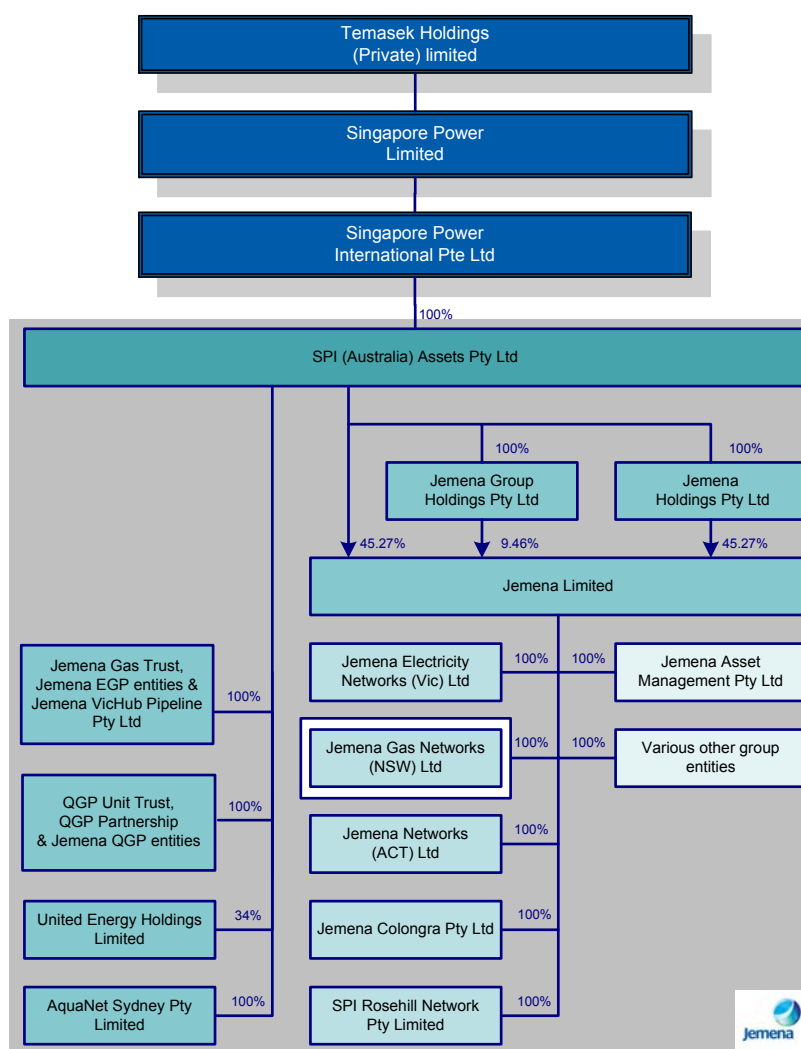 Temasek Holdings
(Private) limited
Singapore Power
Limited
Singapore Power
International Pte Ltd
100%
SPI (Australia) Assets Pty Ltd
100%
100%
Jemena Group
Holdings Pty Ltd
Jemena
Holdings Pty Ltd
45.27%
9.46%
45.27%
Jemena Limited
Jemena Gas Trust,
Jemena EGP entities &
Jemena VicHub Pipeline
Pty Ltd
100%
Jemena Electricity
Networks (Vic) Ltd
100%
100%
Jemena Asset
Management Pty Ltd
Jemena Gas Networks
(NSW) Ltd
100%
100%
Various other group
entities
QGP Unit Trust,
QGP Partnership
& Jemena QGP entities
100%
Jemena Networks
(ACT) Ltd
100%
United Energy Holdings
Limited
34%
Jemena Colongra Pty Ltd
100%
AquaNet Sydney Pty
Limited
100%
SPI Rosehill Network
Pty Limited
100%
Jemena